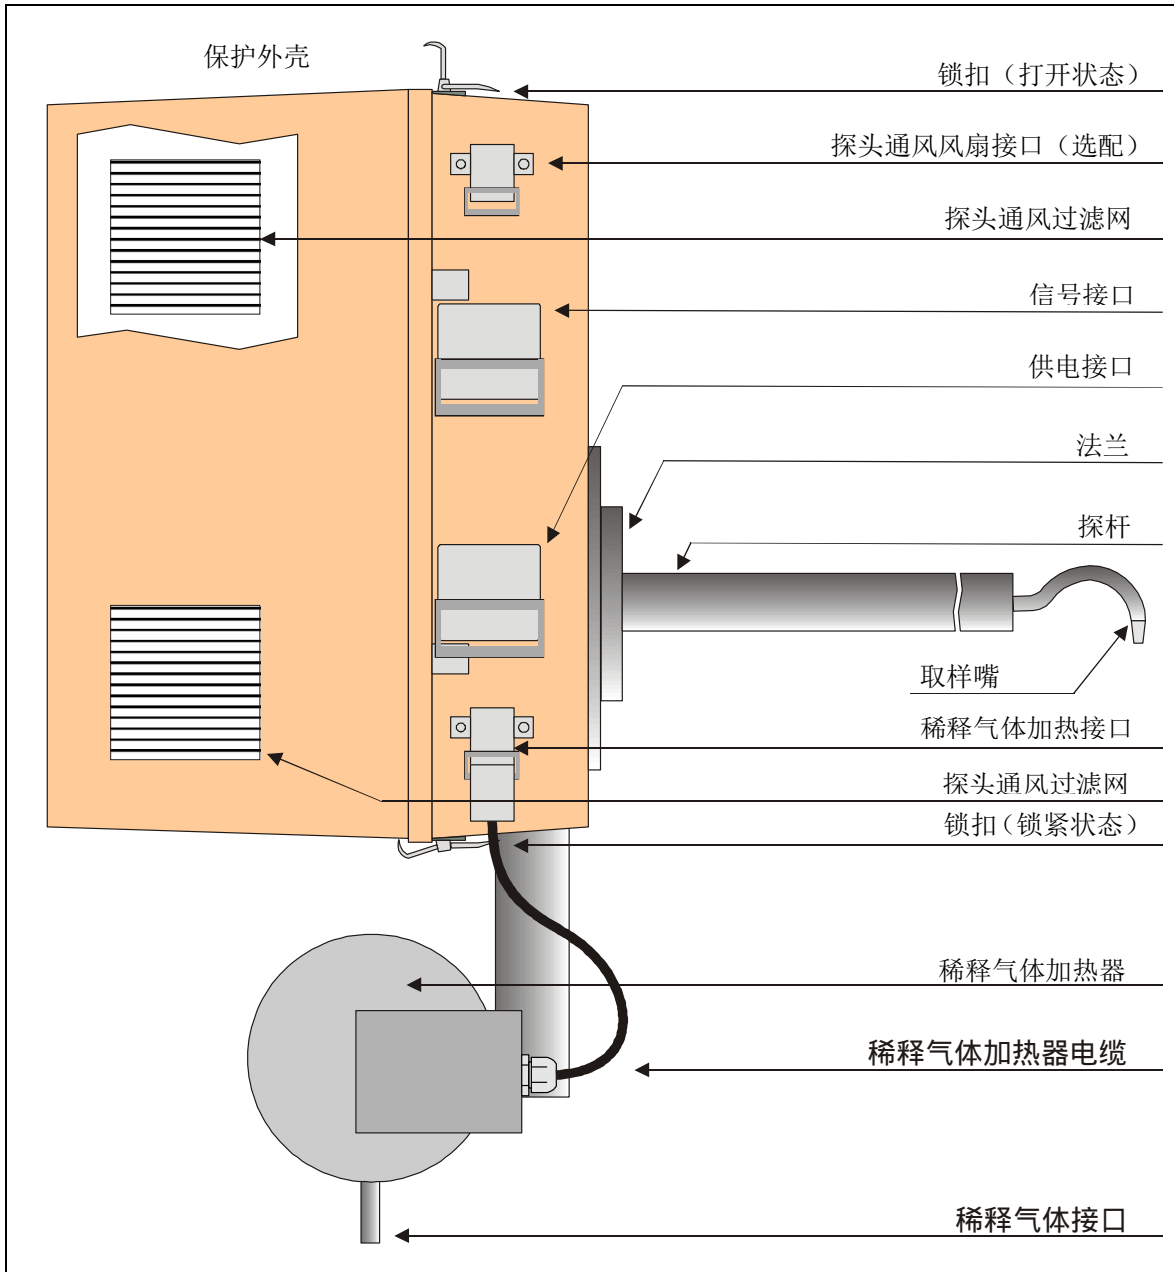 保护外壳
锁扣（打开状态）
探头通风风扇接口（选配）
探头通风过滤网
信号接口
供电接口
法兰
探杆
取样嘴
稀释气体加热接口
探头通风过滤网
锁扣（锁紧状态）
稀释气体加热器
稀释气体加热器电缆
稀释气体接口